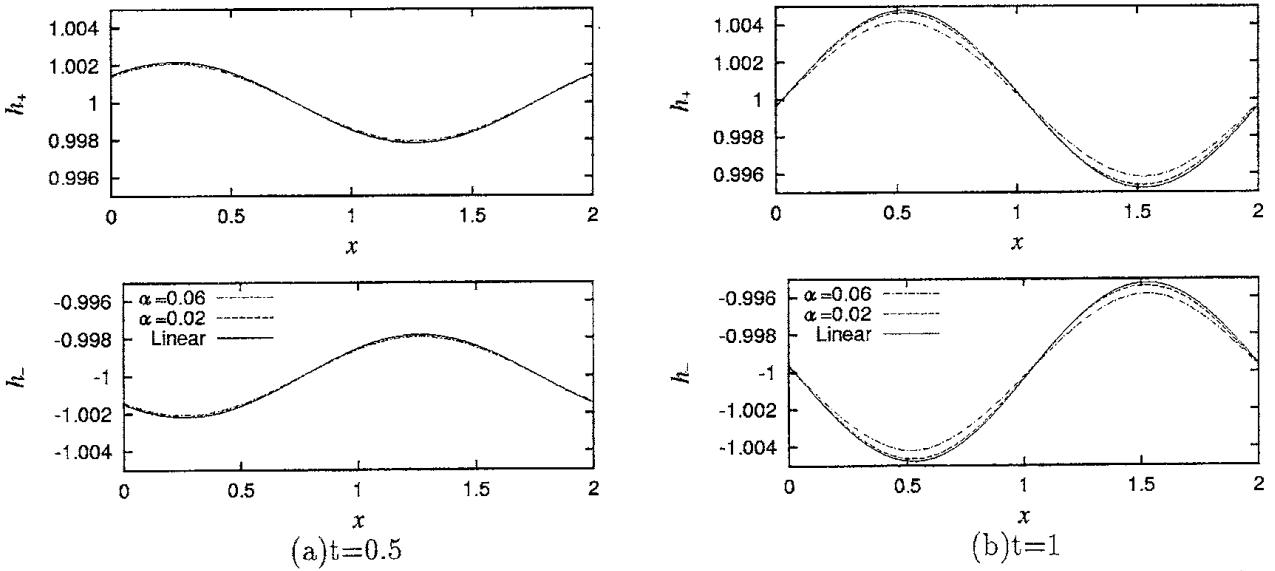 1.004
1.002
1
0.998
0.996
h₊
0 0.5 1 1.5 2
x
-0.996
-0.998
-1
-1.002
-1.004
h₋
α=0.06
α=0.02
Linear
0 0.5 1 1.5 2
x
(a)t=0.5
1.004
1.002
1
0.998
0.996
h₊
0 0.5 1 1.5 2
x
-0.996
-0.998
-1
-1.002
-1.004
h₋
α=0.06
α=0.02
Linear
0 0.5 1 1.5 2
x
(b)t=1